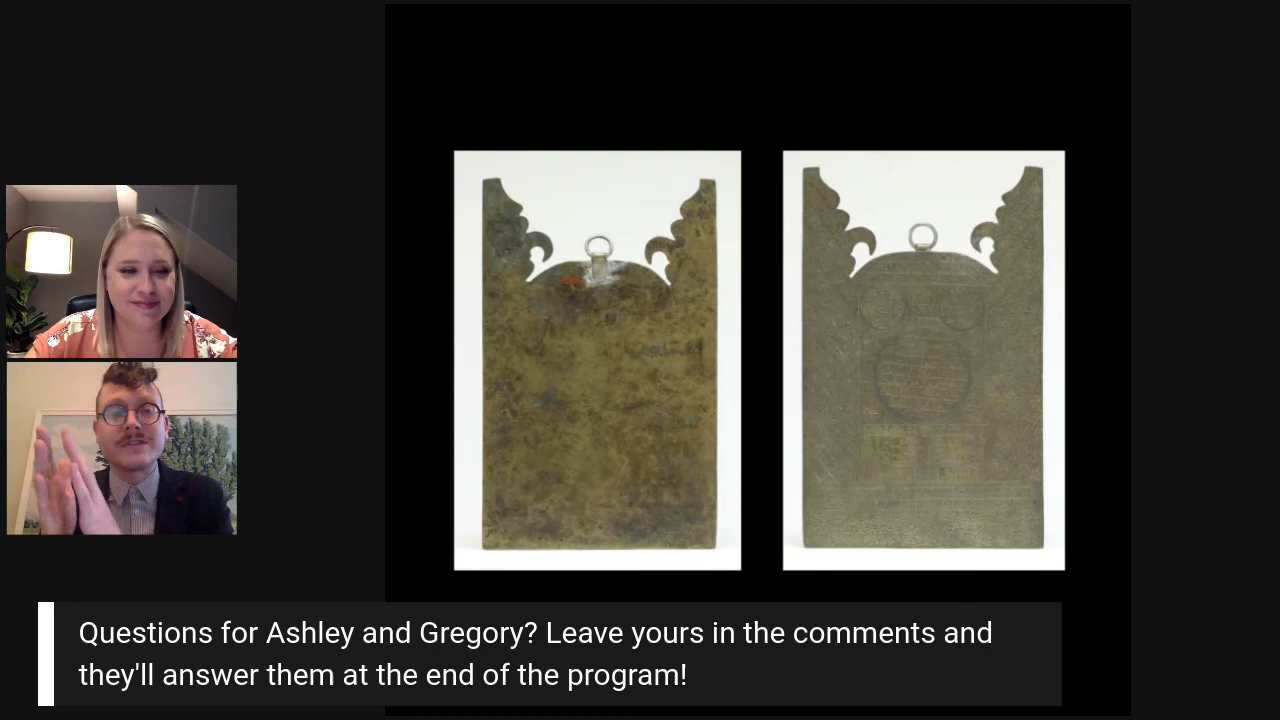 Questions for Ashley and Gregory? Leave yours in the comments and
they'll answer them at the end of the program!